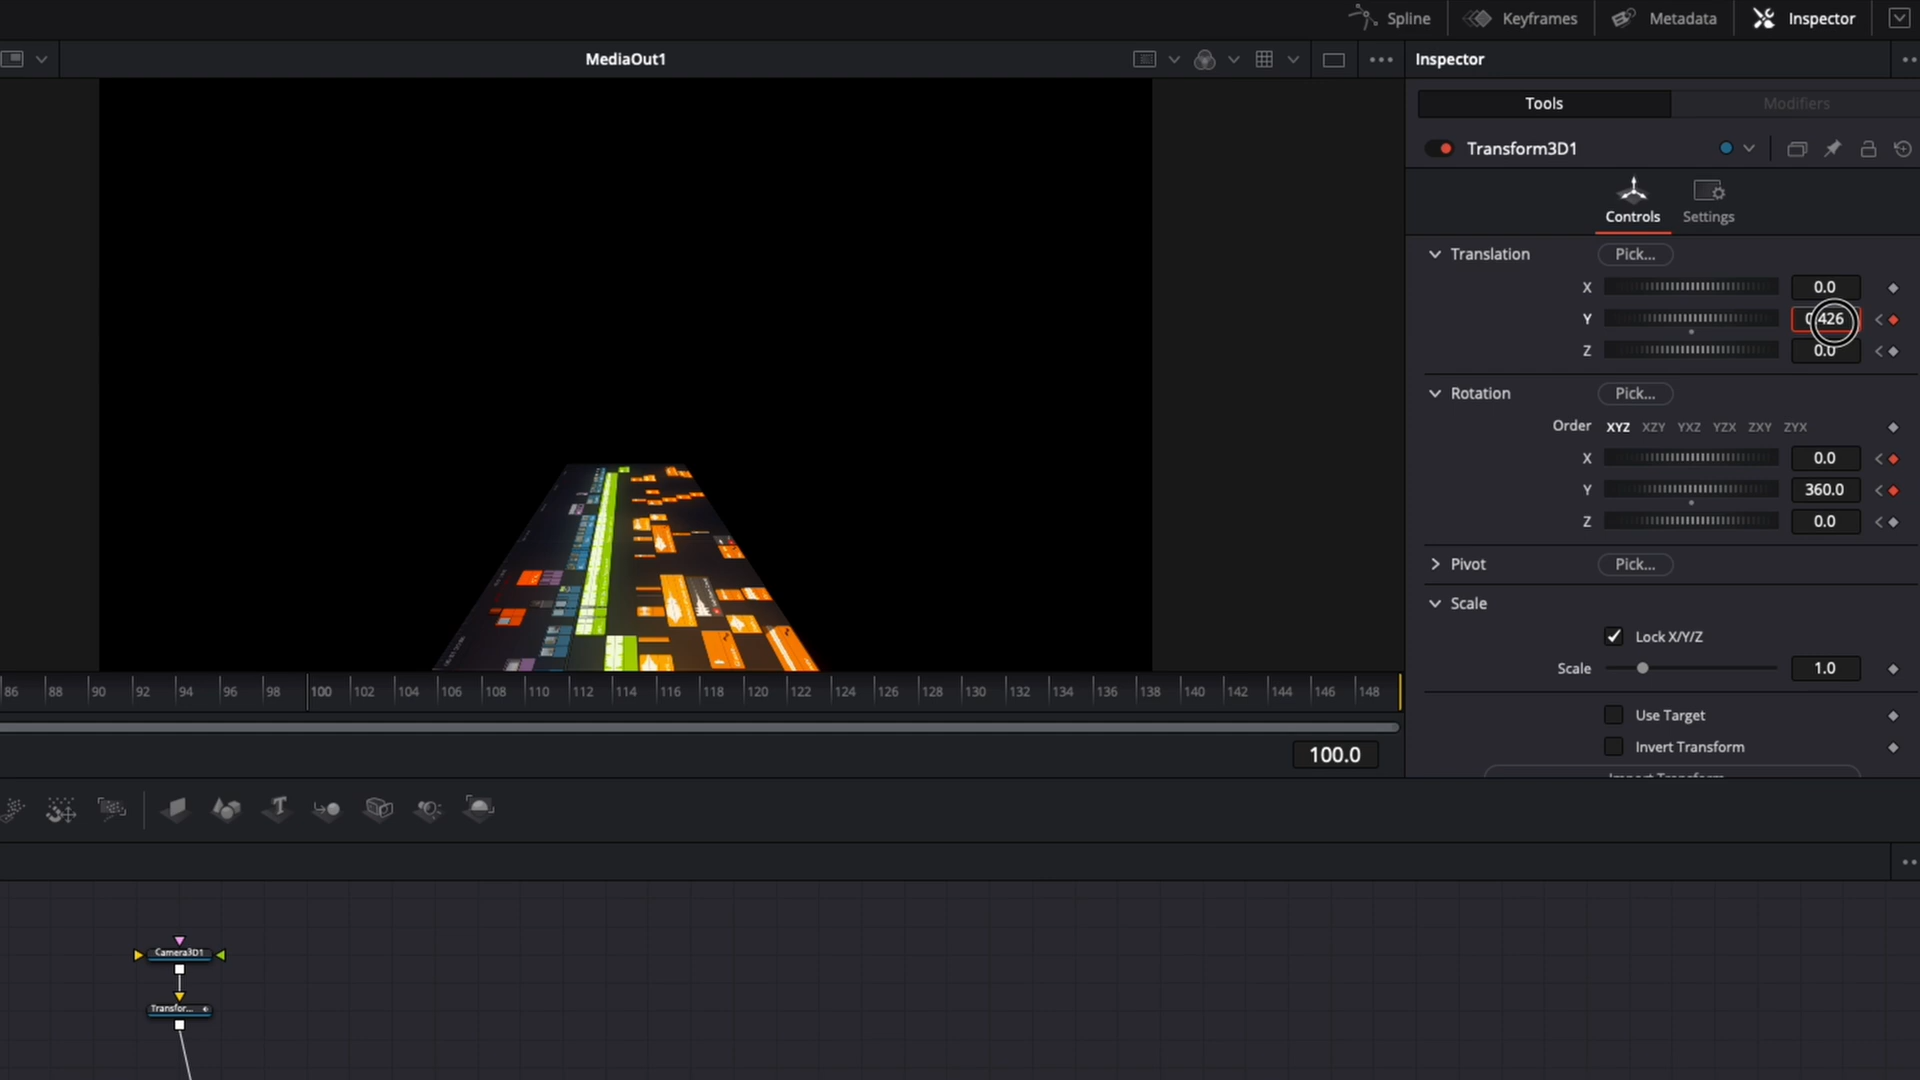 Spline Keyframes Metadata Inspector
MediaOut1
Inspector
Tools Modifiers
Transform3D1
Controls Settings
Translation Pick...
X 0.0
Y 0.426
Z 0.0
Rotation Pick...
Order XYZ XZY YXZ YZX ZXY ZYX
X 0.0
Y 360.0
Z 0.0
Pivot Pick...
Scale
Lock X/Y/Z
Scale 1.0
Use Target
Invert Transform
Import Transform
86 88 90 92 94 96 98 100 102 104 106 108 110 112 114 116 118 120 122 124 126 128 130 132 134 136 138 140 142 144 146 148
100.0
Camera3D1
Transfor...